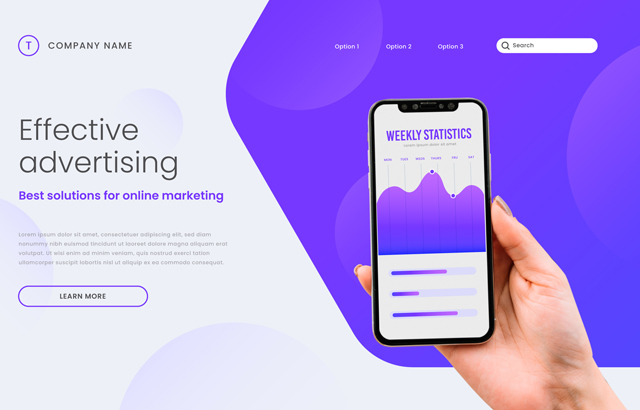 T
COMPANY NAME
Option 1
Option 2
Option 3
Search
Effective
advertising
Best solutions for online marketing
Lorem ipsum dolor sit amet, consectetuer adipiscing elit, sed diam
nonummy nibh euismod tincidunt ut laoreet dolore magna aliquam erat
volutpat. Ut wisi enim ad minim veniam, quis nostrud exerci tation
ullamcorper suscipit lobortis nisl ut aliquip ex ea commodo consequat.
LEARN MORE
WEEKLY STATISTICS
Lorem ipsum dolor sit amet
MON
TUES
WEDS
THURS
FRI
SAT